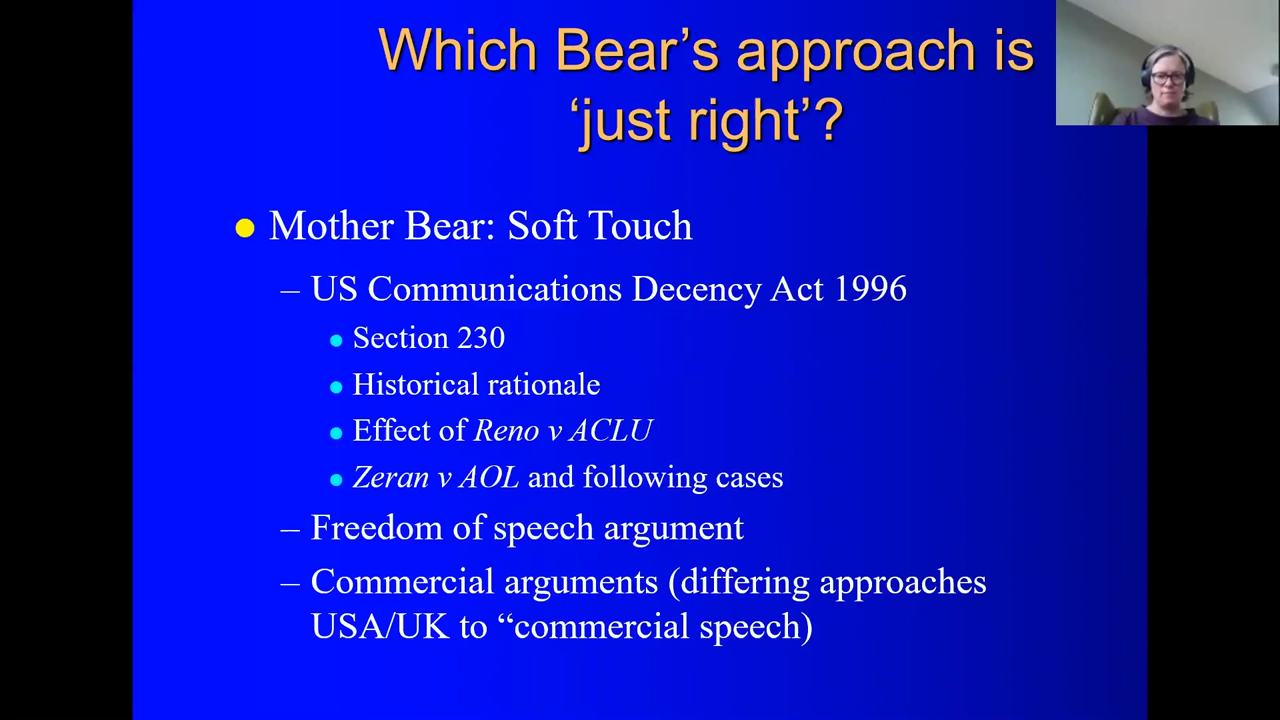 Which Bear’s approach is
‘just right’?
● Mother Bear: Soft Touch
– US Communications Decency Act 1996
● Section 230
● Historical rationale
● Effect of Reno v ACLU
● Zeran v AOL and following cases
– Freedom of speech argument
– Commercial arguments (differing approaches
USA/UK to “commercial speech)